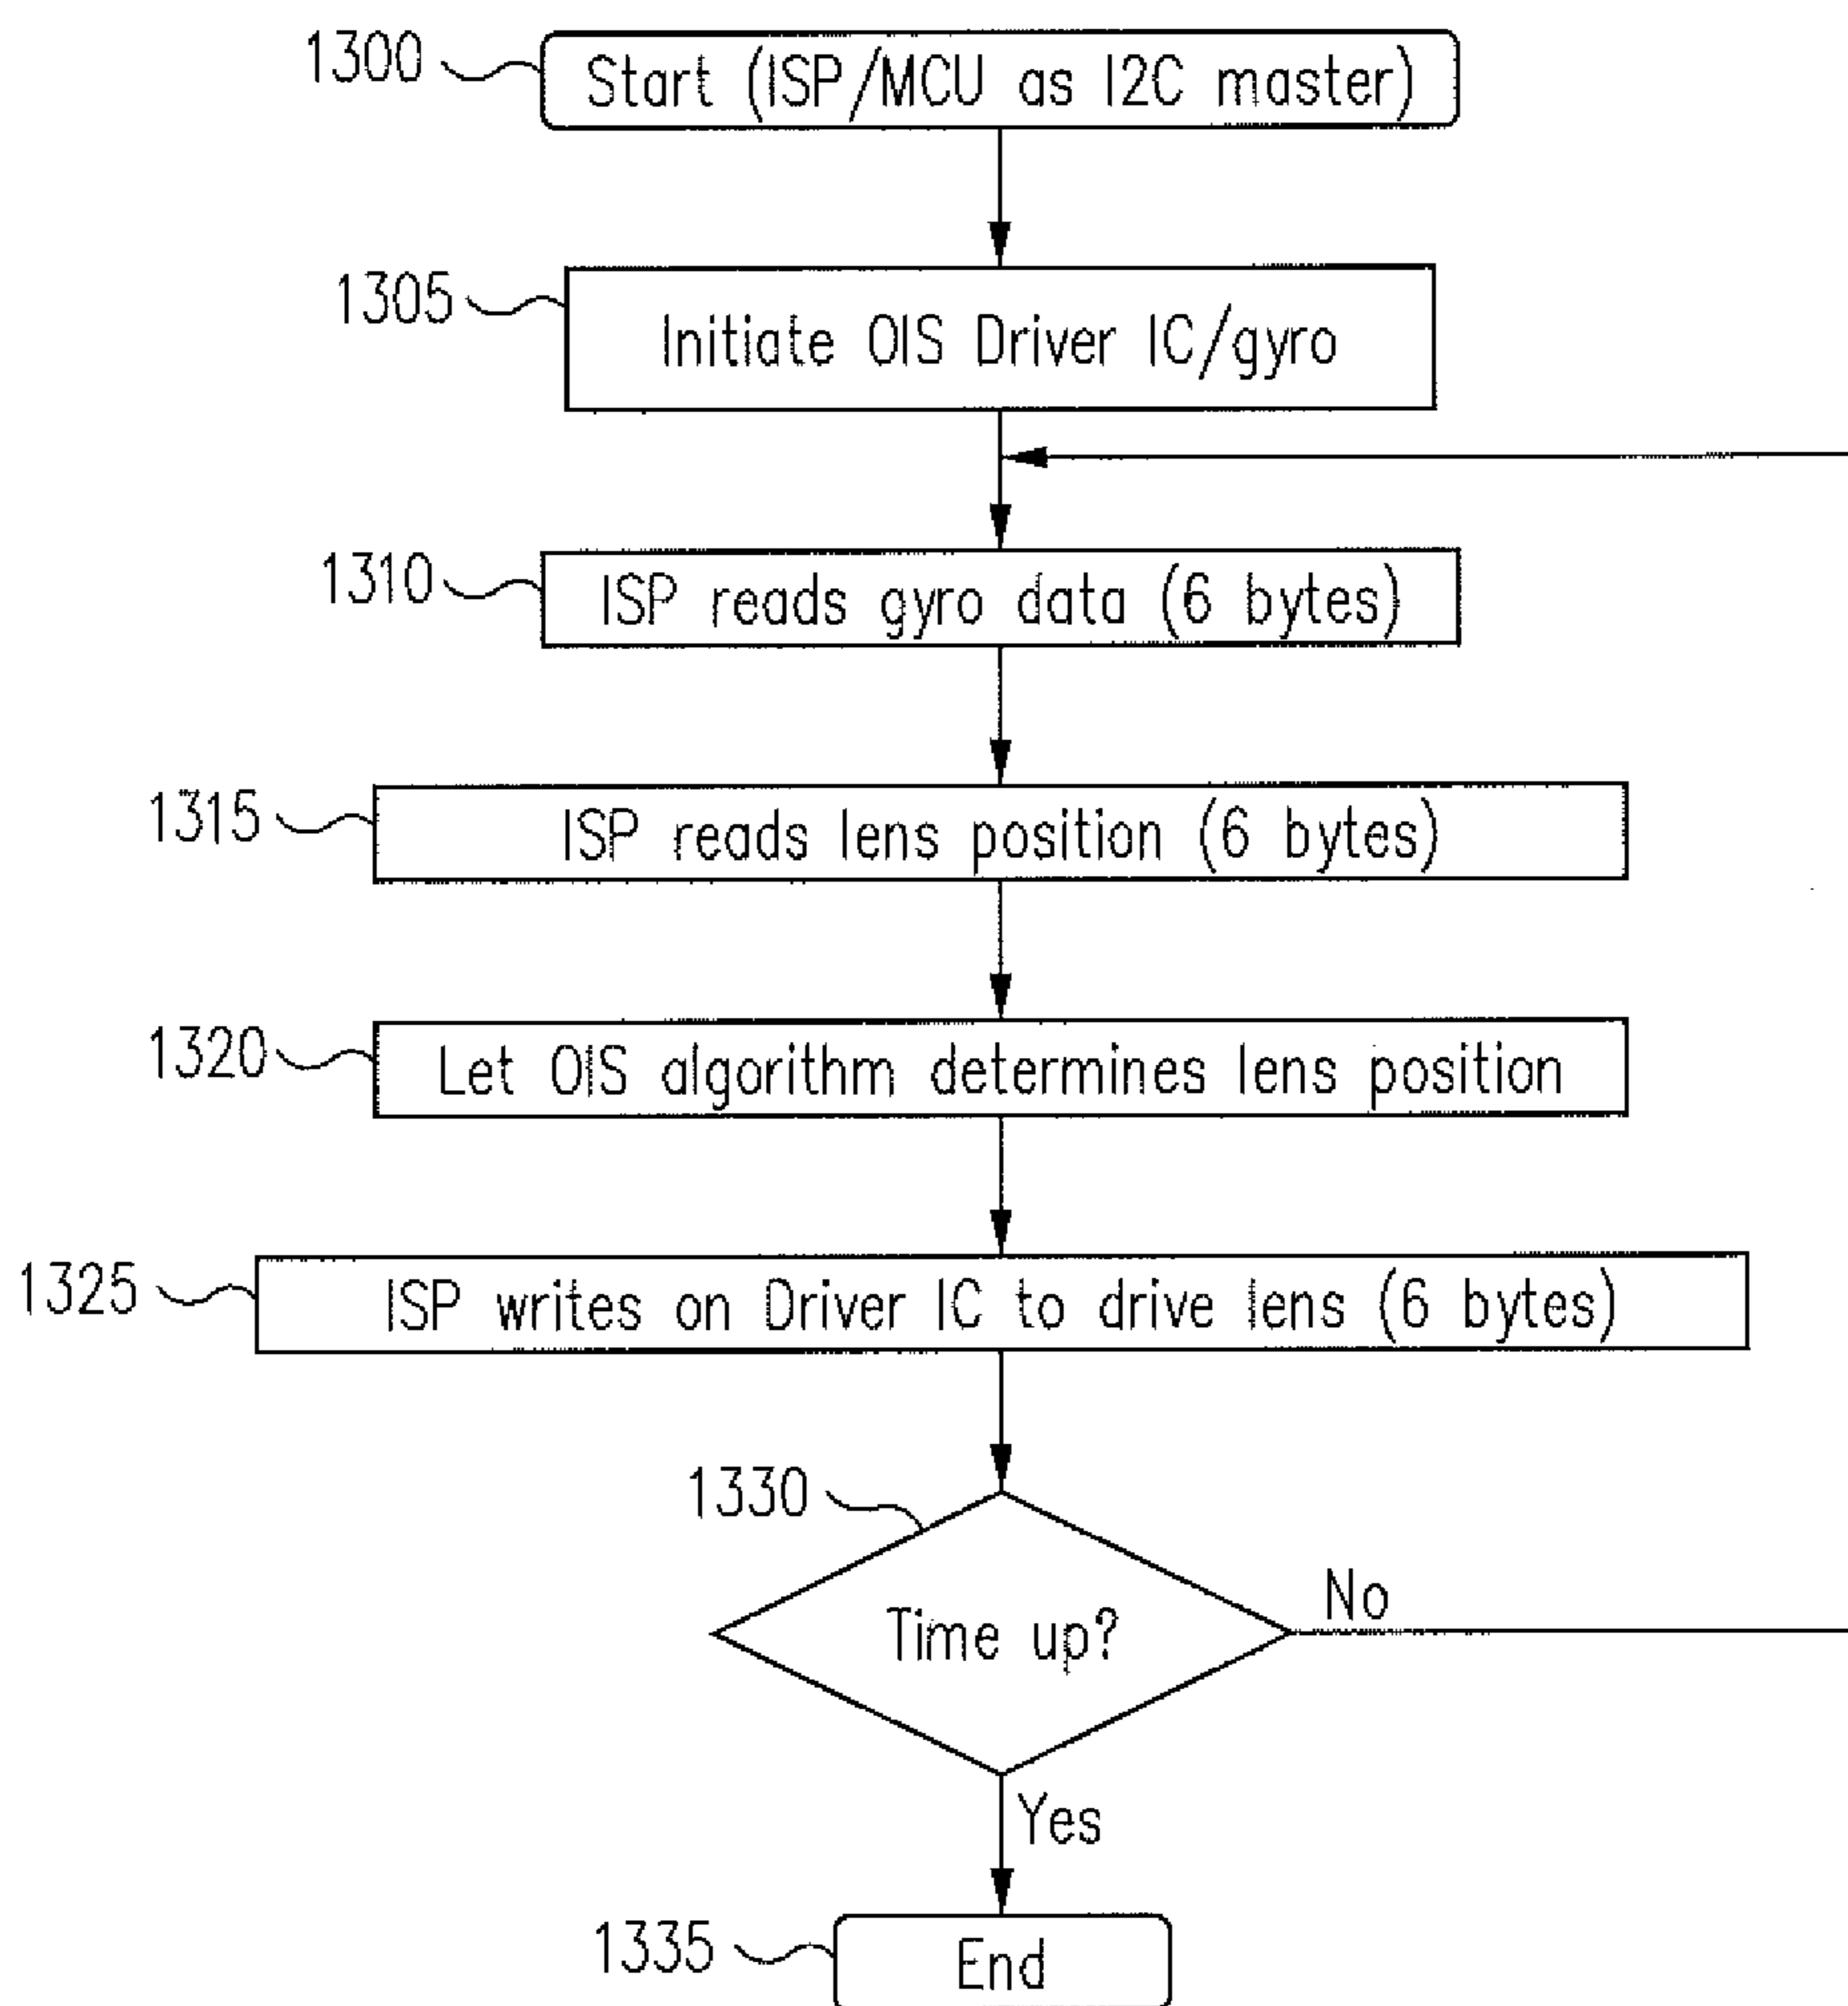 1300 Start (ISP/MCU as I2C master)
1305 Initiate OIS Driver IC/gyro
1310 ISP reads gyro data (6 bytes)
1315 ISP reads lens position (6 bytes)
1320 Let OIS algorithm determines lens position
1325 ISP writes on Driver IC to drive lens (6 bytes)
1330
Time up?
No
Yes
1335 End